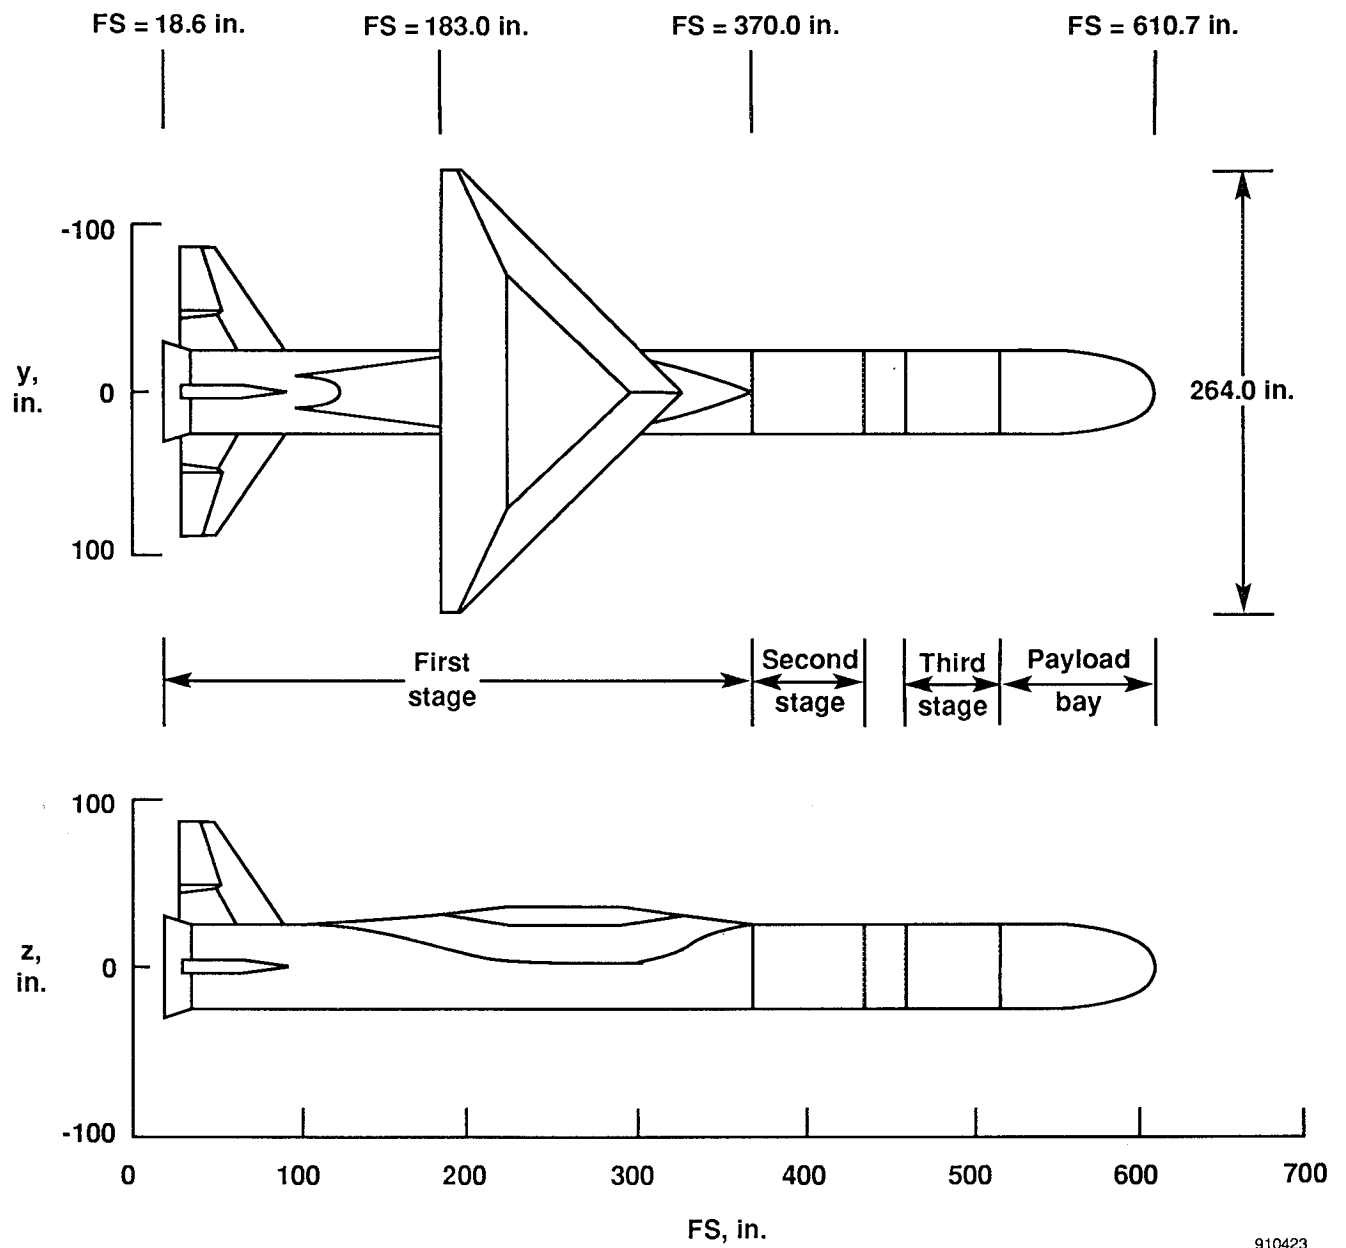 FS = 18.6 in.
FS = 183.0 in.
FS = 370.0 in.
FS = 610.7 in.
-100
y,
in.
0
100
264.0 in.
First
stage
Second
stage
Third
stage
Payload
bay
100
z,
in.
0
-100
0
100
200
300
400
500
600
700
FS, in.
910423